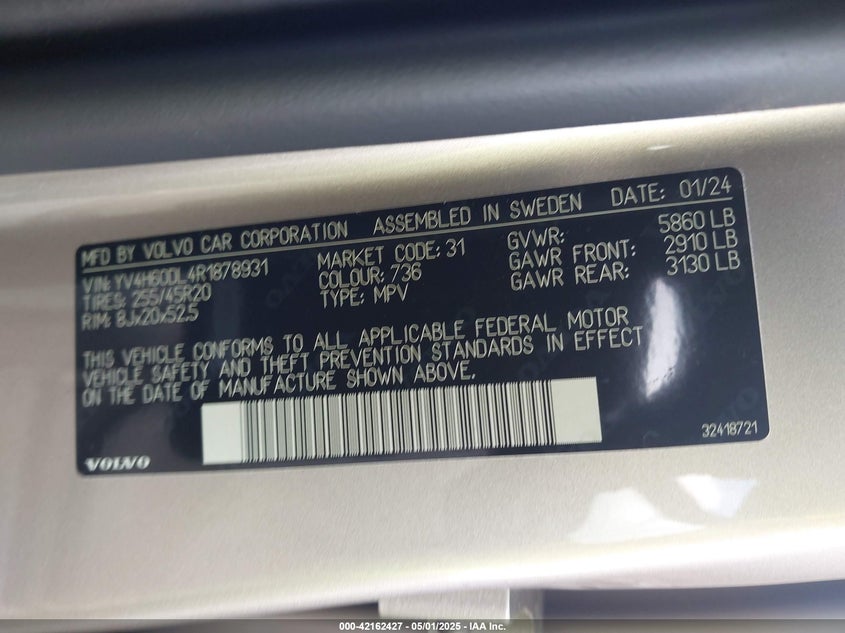 MFD BY VOLVO CAR CORPORATION ASSEMBLED IN SWEDEN DATE: 01/24
VIN: YV4H60DL4R1878931 MARKET CODE: 31 GVWR: 5860 LB
TIRES: 255/45R20 COLOUR: 736 GAWR FRONT: 2910 LB
RIM: 8Jx20x52.5 TYPE: MPV GAWR REAR: 3130 LB
THIS VEHICLE CONFORMS TO ALL APPLICABLE FEDERAL MOTOR
VEHICLE SAFETY AND THEFT PREVENTION STANDARDS IN EFFECT
ON THE DATE OF MANUFACTURE SHOWN ABOVE.
VOLVO 32418721
000-42162427 - 05/01/2025 - IAA Inc.